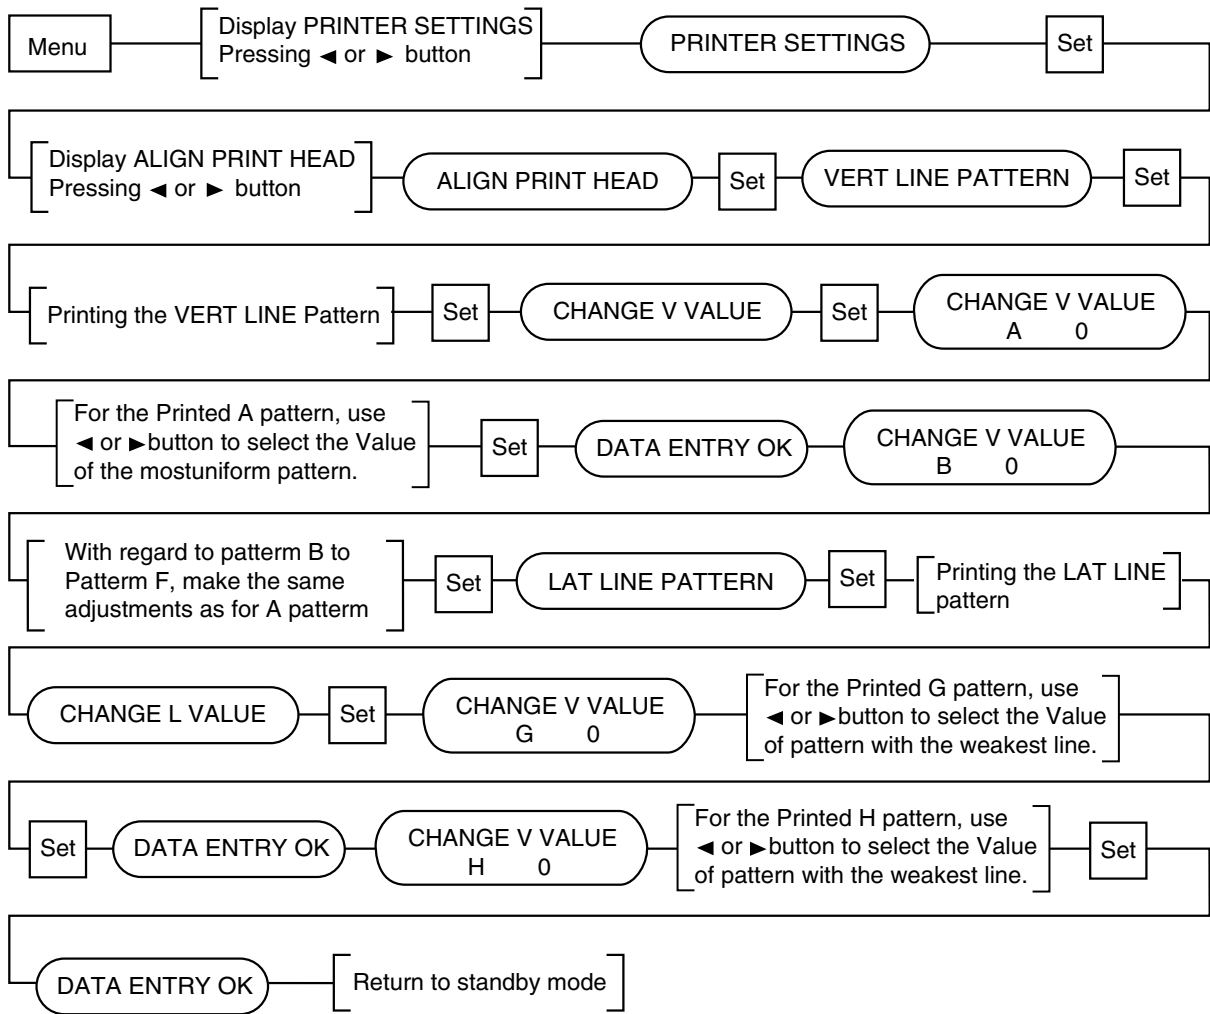 Menu
Display PRINTER SETTINGS
Pressing ◄ or ► button
PRINTER SETTINGS
Set
Display ALIGN PRINT HEAD
Pressing ◄ or ► button
ALIGN PRINT HEAD
Set
VERT LINE PATTERN
Set
Printing the VERT LINE Pattern
Set
CHANGE V VALUE
Set
CHANGE V VALUE
A 0
For the Printed A pattern, use
◄ or ►button to select the Value
of the mostuniform pattern.
Set
DATA ENTRY OK
CHANGE V VALUE
B 0
With regard to patterm B to
Patterm F, make the same
adjustments as for A pattern
Set
LAT LINE PATTERN
Set
Printing the LAT LINE
pattern
CHANGE L VALUE
Set
CHANGE V VALUE
G 0
For the Printed G pattern, use
◄ or ►button to select the Value
of pattern with the weakest line.
Set
DATA ENTRY OK
CHANGE V VALUE
H 0
For the Printed H pattern, use
◄ or ►button to select the Value
of pattern with the weakest line.
Set
DATA ENTRY OK
Return to standby mode